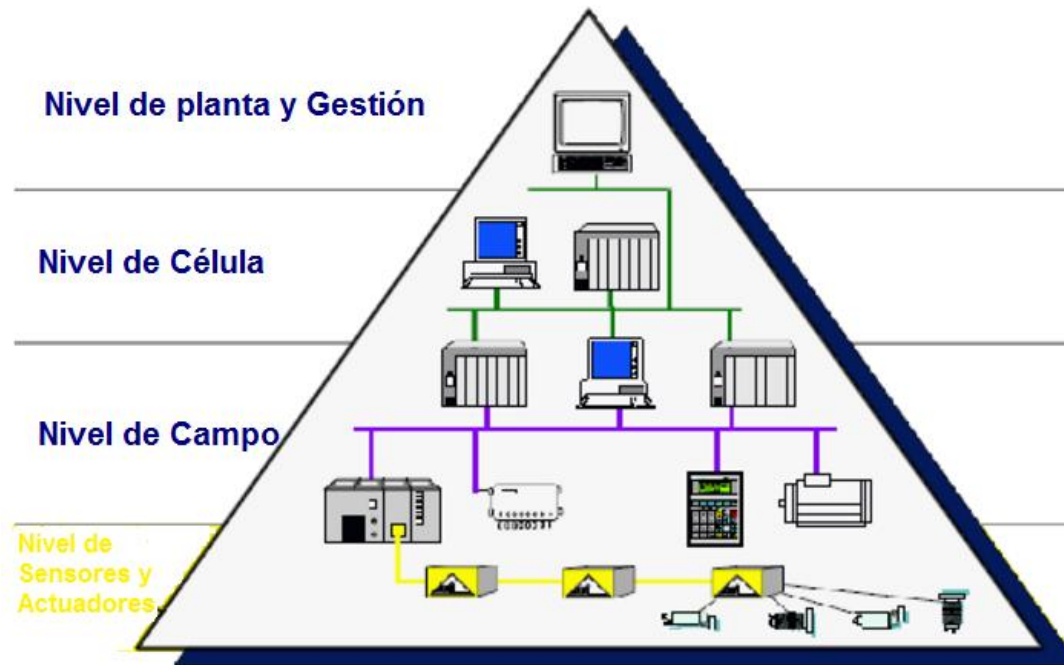 Nivel de planta y Gestión
Nivel de Célula
Nivel de Campo
Nivel de
Sensores y
Actuadores